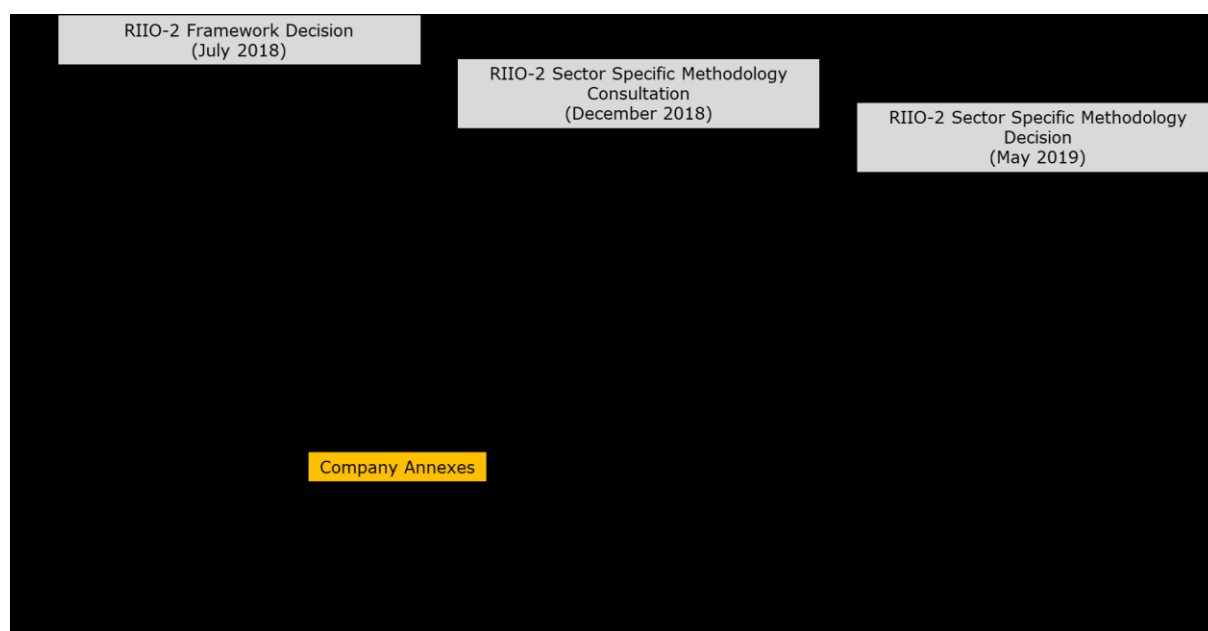 RIIO-2 Framework Decision
(July 2018)
RIIO-2 Sector Specific Methodology
Consultation
(December 2018)
RIIO-2 Sector Specific Methodology
Decision
(May 2019)
Company Annexes